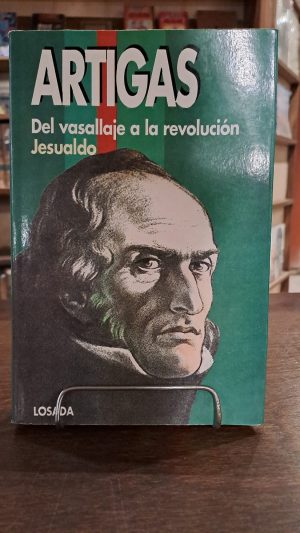 ARTIGAS
Del vasallaje a la revolución
Jesualdo
LOSADA